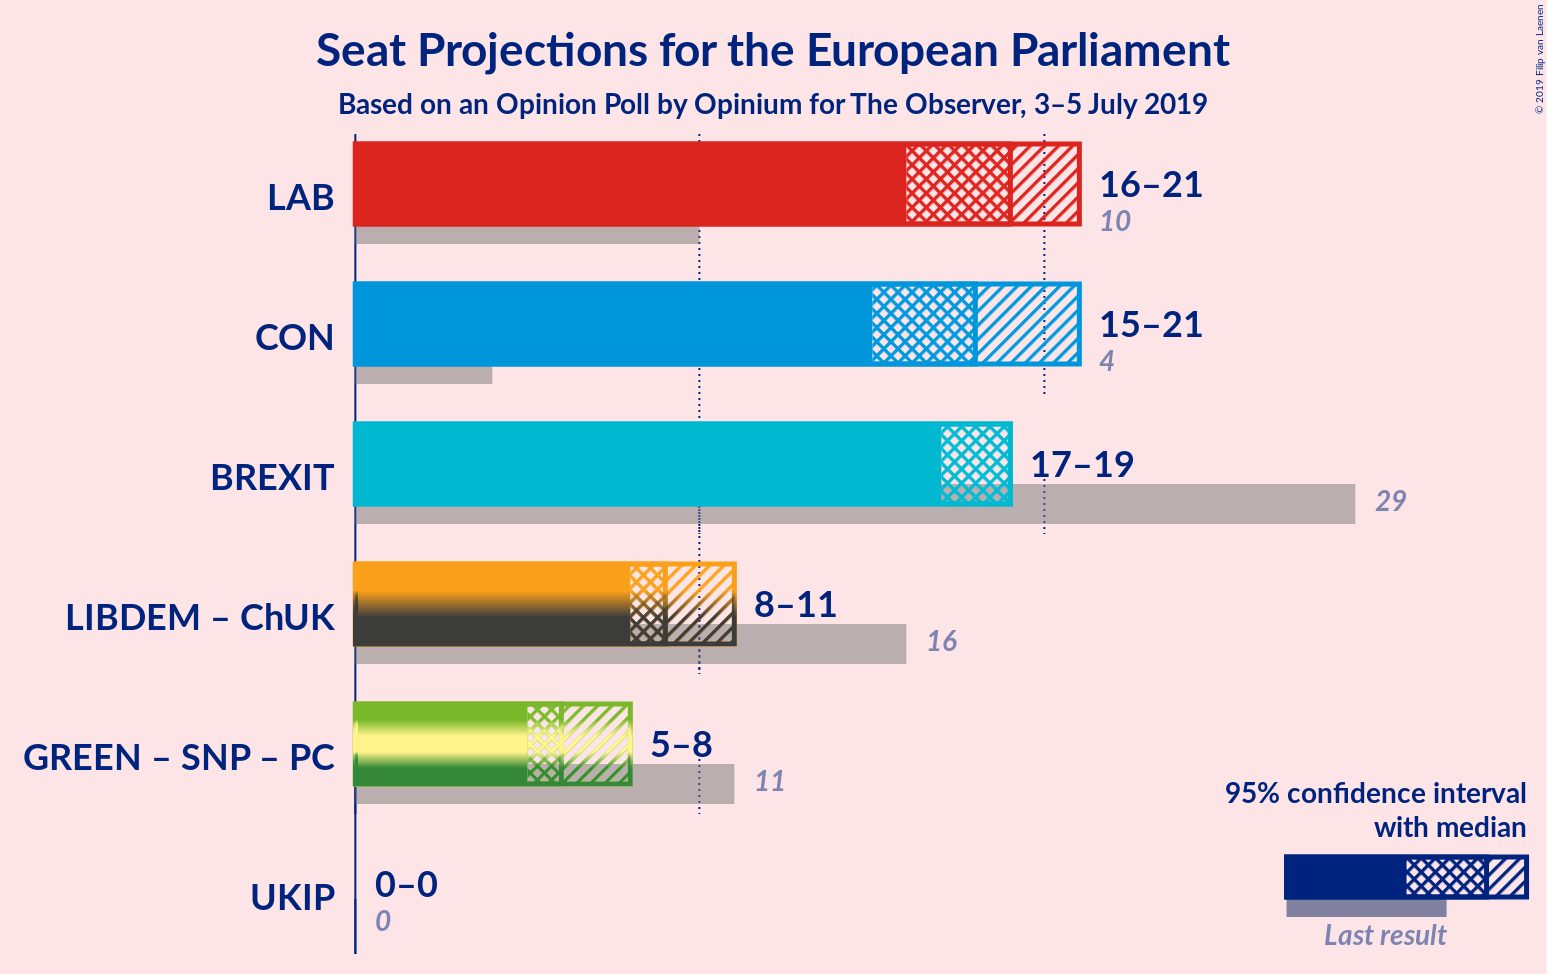 Seat Projections for the European Parliament
Based on an Opinion Poll by Opinium for The Observer, 3–5 July 2019
© 2019 Filip van Laenen
LAB
16–21
10
CON
15–21
4
BREXIT
17–19
29
LIBDEM – ChUK
8–11
16
GREEN – SNP – PC
5–8
11
UKIP
0–0
0
95% confidence interval
with median
Last result